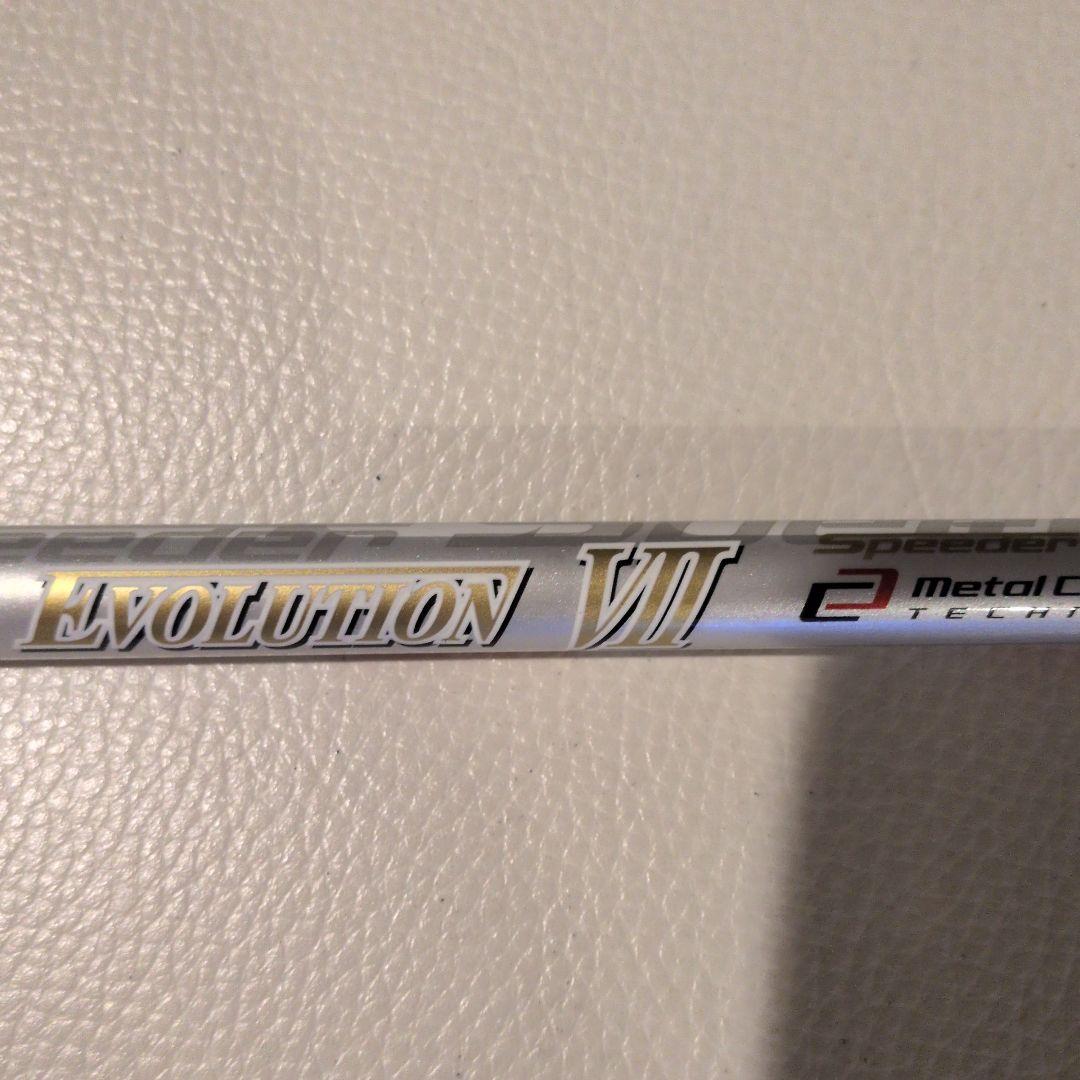 Speeder
EVOLUTION VII
Metal C
TECH